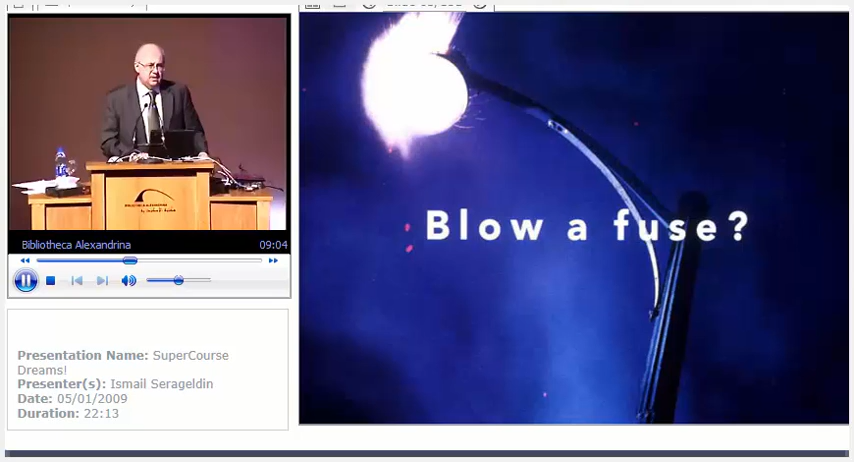 Bibliotheca Alexandrina 09:04
Presentation Name: SuperCourse
Dreams!
Presenter(s): Ismail Serageldin
Date: 05/01/2009
Duration: 22:13
Blow a fuse?